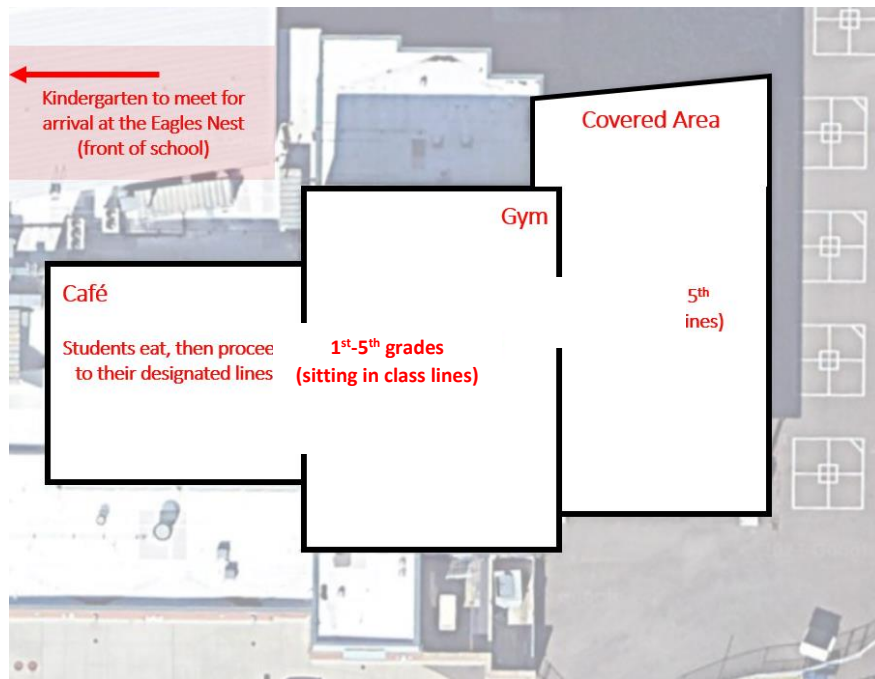 Kindergarten to meet for
arrival at the Eagles Nest
(front of school)
Covered Area
Gym
Café
5th
ines)
Students eat, then procee
to their designated lines
1st-5th grades
(sitting in class lines)